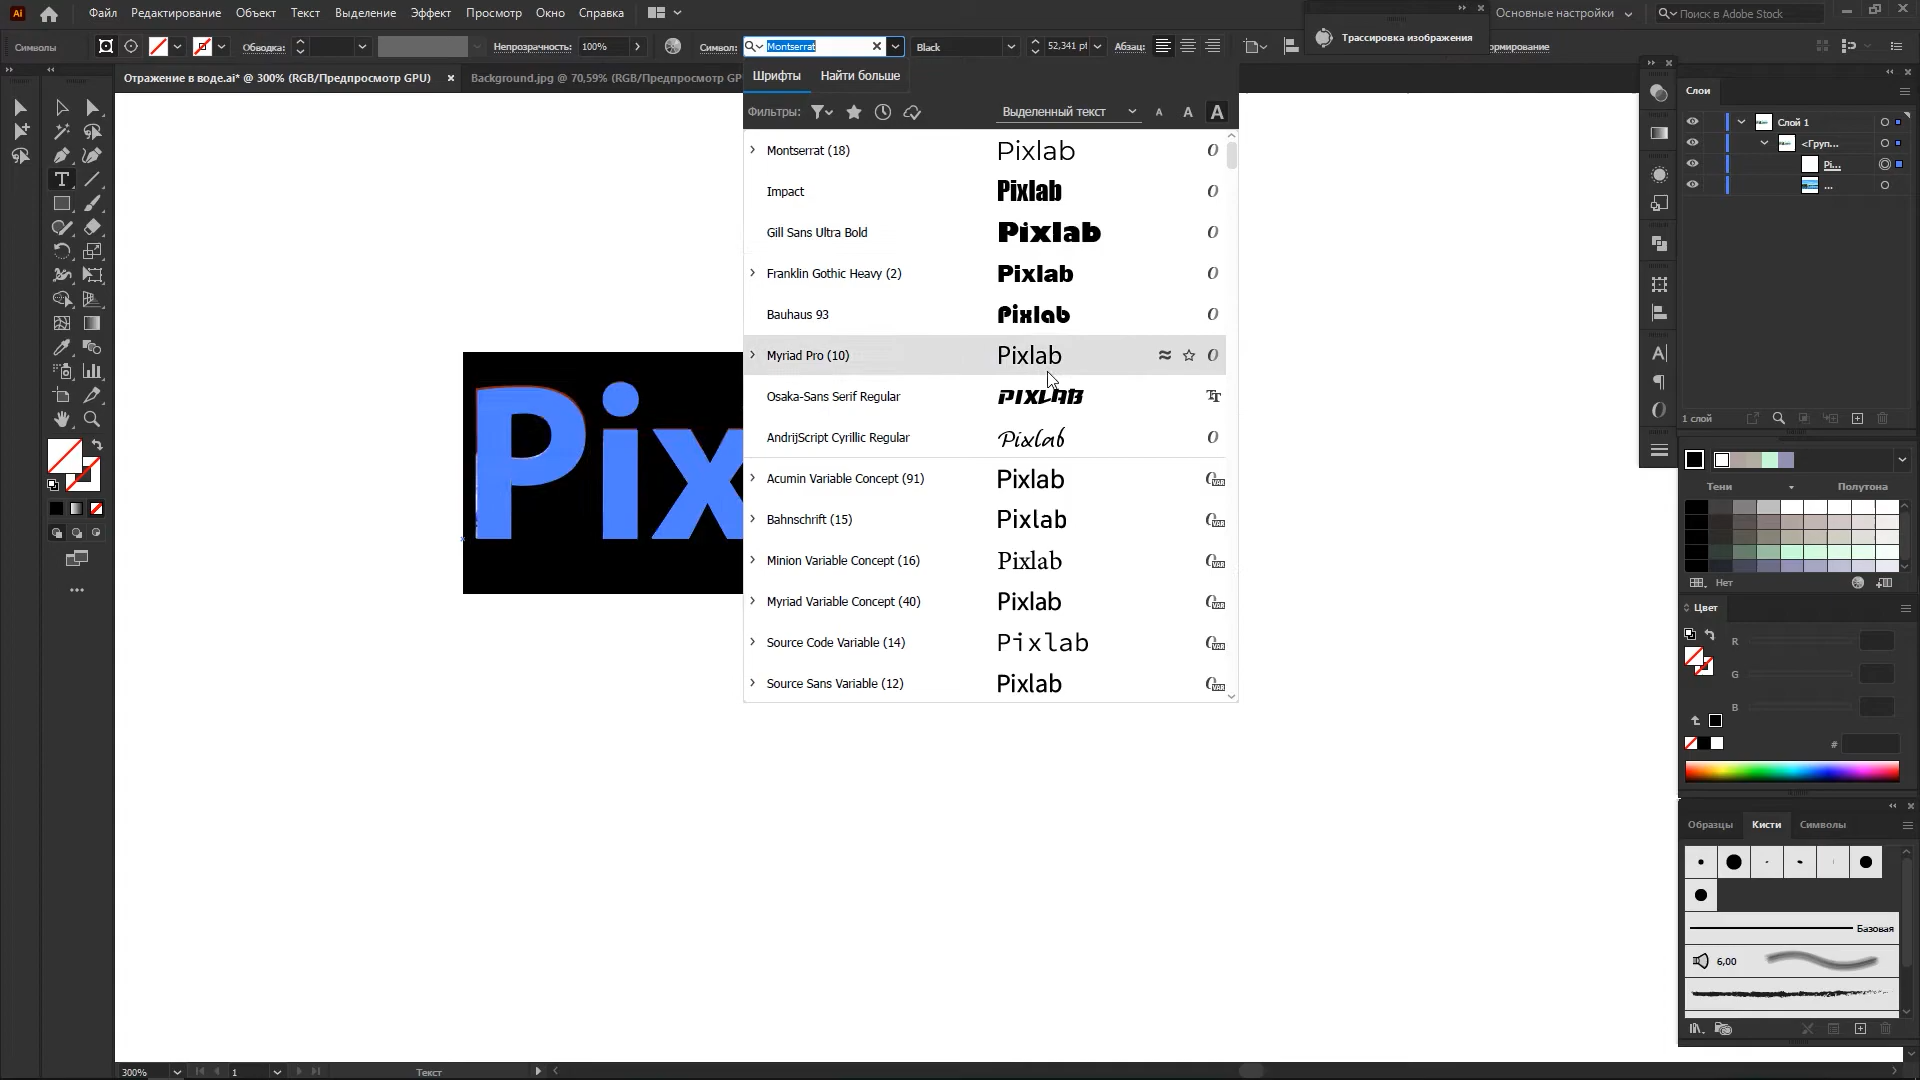 Ai Файл Редактирование Объект Текст Выделение Эффект Просмотр Окно Справка Основные настройки Поиск в Adobe Stock
Символы Обводка: Непрозрачность: 100% Символ: Montserrat Black 52,341 pt Абзац: Трассировка изображения
Отражение в воде.ai* @ 300% (RGB/Предпросмотр GPU) Background.jpg @ 70,59% (RGB/Предпросмотр GP
Шрифты Найти больше
Фильтры: Выделенный текст A A A
Montserrat (18) Pixlab
Impact Pixlab
Gill Sans Ultra Bold Pixlab
Franklin Gothic Heavy (2) Pixlab
Bauhaus 93 Pixlab
Myriad Pro (10) Pixlab
Osaka-Sans Serif Regular PIXLAB
AndrijScript Cyrillic Regular Pixlab
Acumin Variable Concept (91) Pixlab
Bahnschrift (15) Pixlab
Minion Variable Concept (16) Pixlab
Myriad Variable Concept (40) Pixlab
Source Code Variable (14) Pixlab
Source Sans Variable (12) Pixlab
Pix
Слои
Слой 1
<Груп...
Pi...
...
1 слой
Тени Полутона
Нет
Цвет
R
G
B
#
Образцы Кисти Символы
Базовая
6,00
300% 1 Текст